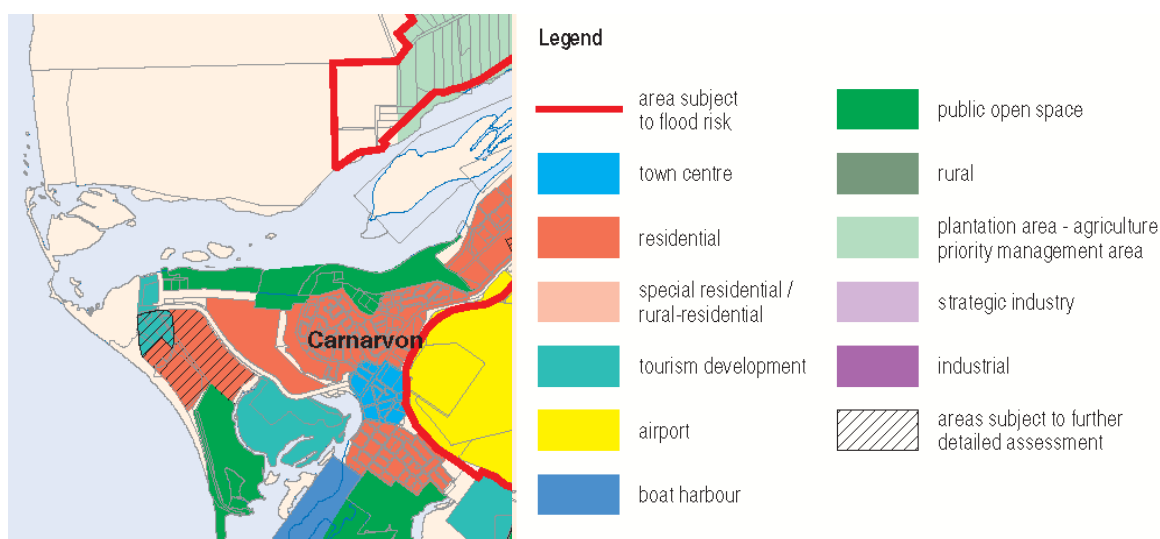 Carnarvon
Legend
area subject
to flood risk
town centre
residential
special residential /
rural-residential
tourism development
airport
boat harbour
public open space
rural
plantation area - agriculture
priority management area
strategic industry
industrial
areas subject to further
detailed assessment